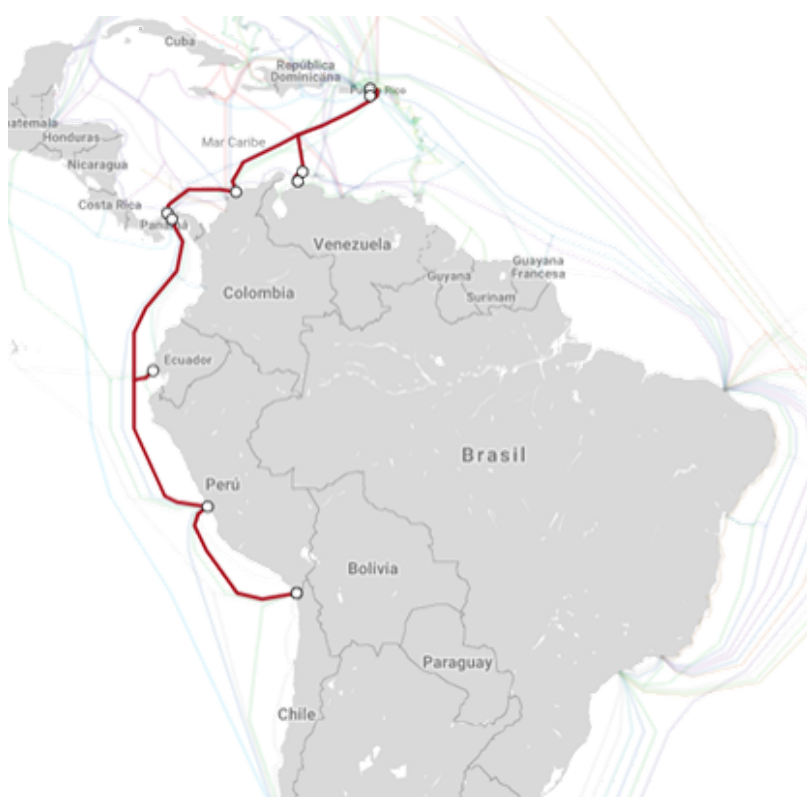 Cuba
República
Dominicana
Puerto Rico
atemala
Honduras
Mar Caribe
Nicaragua
Costa Rica
Panamá
Venezuela
Guayana
Francesa
Guyana
Surinam
Colombia
Ecuador
Brasil
Perú
Bolivia
Paraguay
Chile